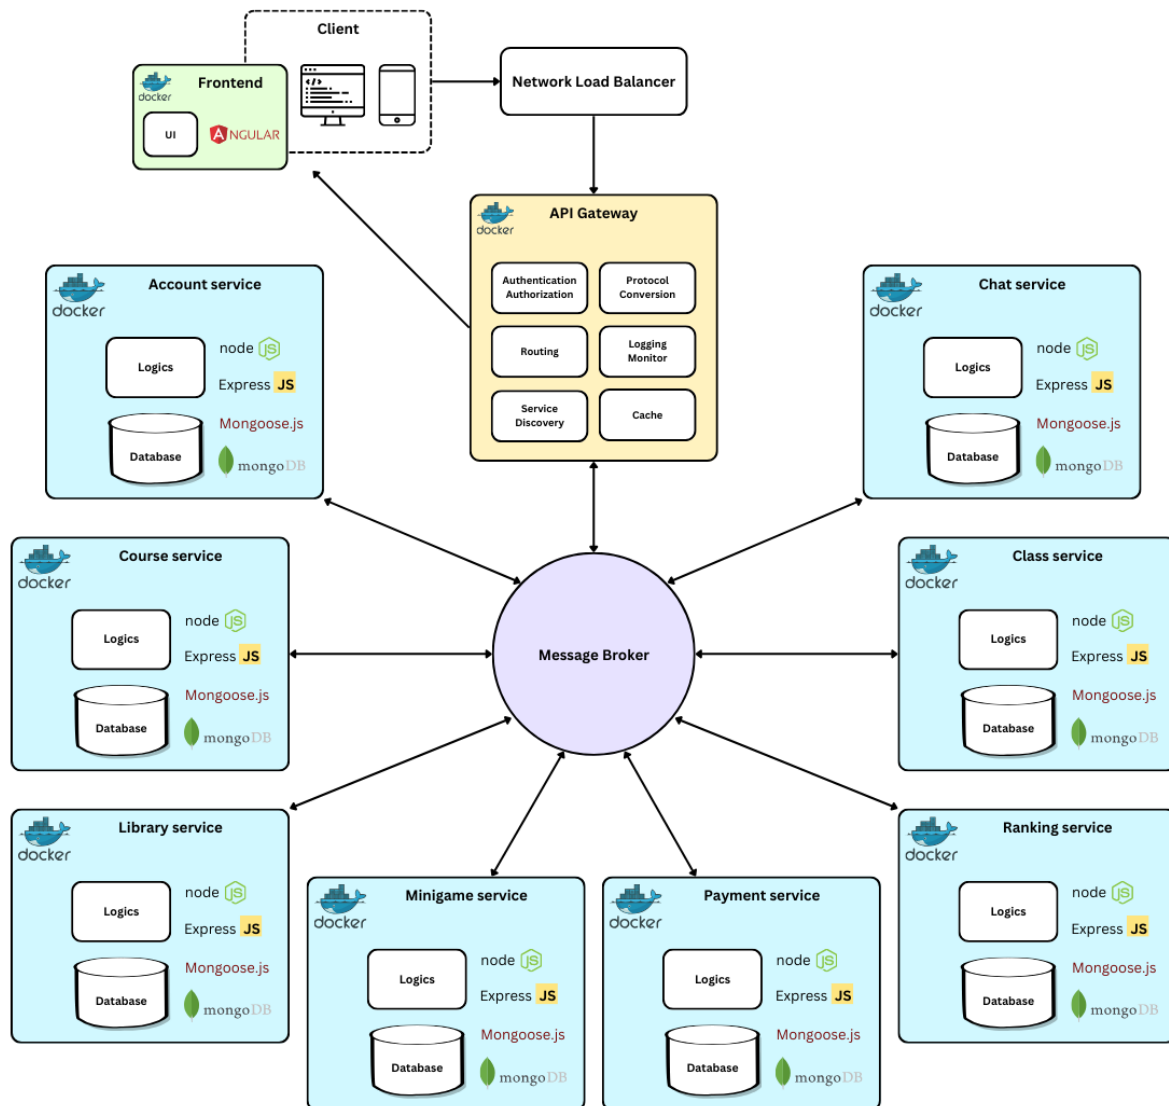 Client
docker
Frontend
UI
ANGULAR
</>
Network Load Balancer
docker
API Gateway
Authentication
Authorization
Protocol
Conversion
Routing
Logging
Monitor
Service
Discovery
Cache
docker
Account service
Logics
node JS
Express JS
Database
Mongoose.js
mongoDB
docker
Chat service
Logics
node JS
Express JS
Database
Mongoose.js
mongoDB
docker
Course service
Logics
node JS
Express JS
Database
Mongoose.js
mongoDB
Message Broker
docker
Class service
Logics
node JS
Express JS
Database
Mongoose.js
mongoDB
docker
Library service
Logics
node JS
Express JS
Database
Mongoose.js
mongoDB
docker
Minigame service
Logics
node JS
Express JS
Database
Mongoose.js
mongoDB
docker
Payment service
Logics
node JS
Express JS
Database
Mongoose.js
mongoDB
docker
Ranking service
Logics
node JS
Express JS
Database
Mongoose.js
mongoDB